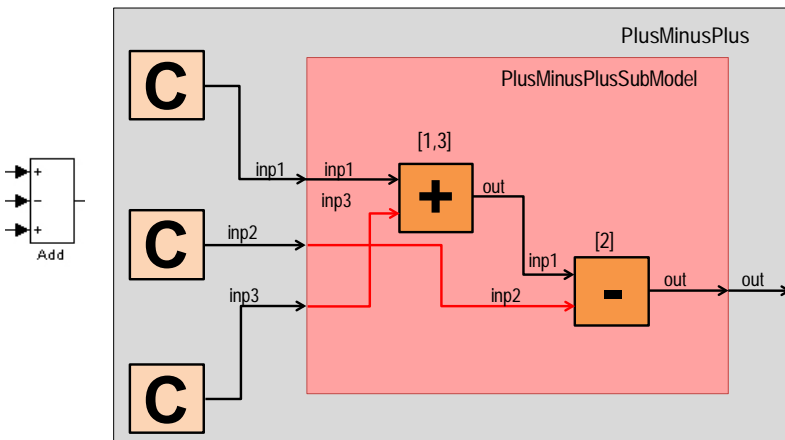 PlusMinusPlus
PlusMinusPlusSubModel
C
[1,3]
inp1
inp1
+
out
+
-
+
Add
inp3
C
inp2
[2]
inp1
-
out
out
inp3
inp2
C